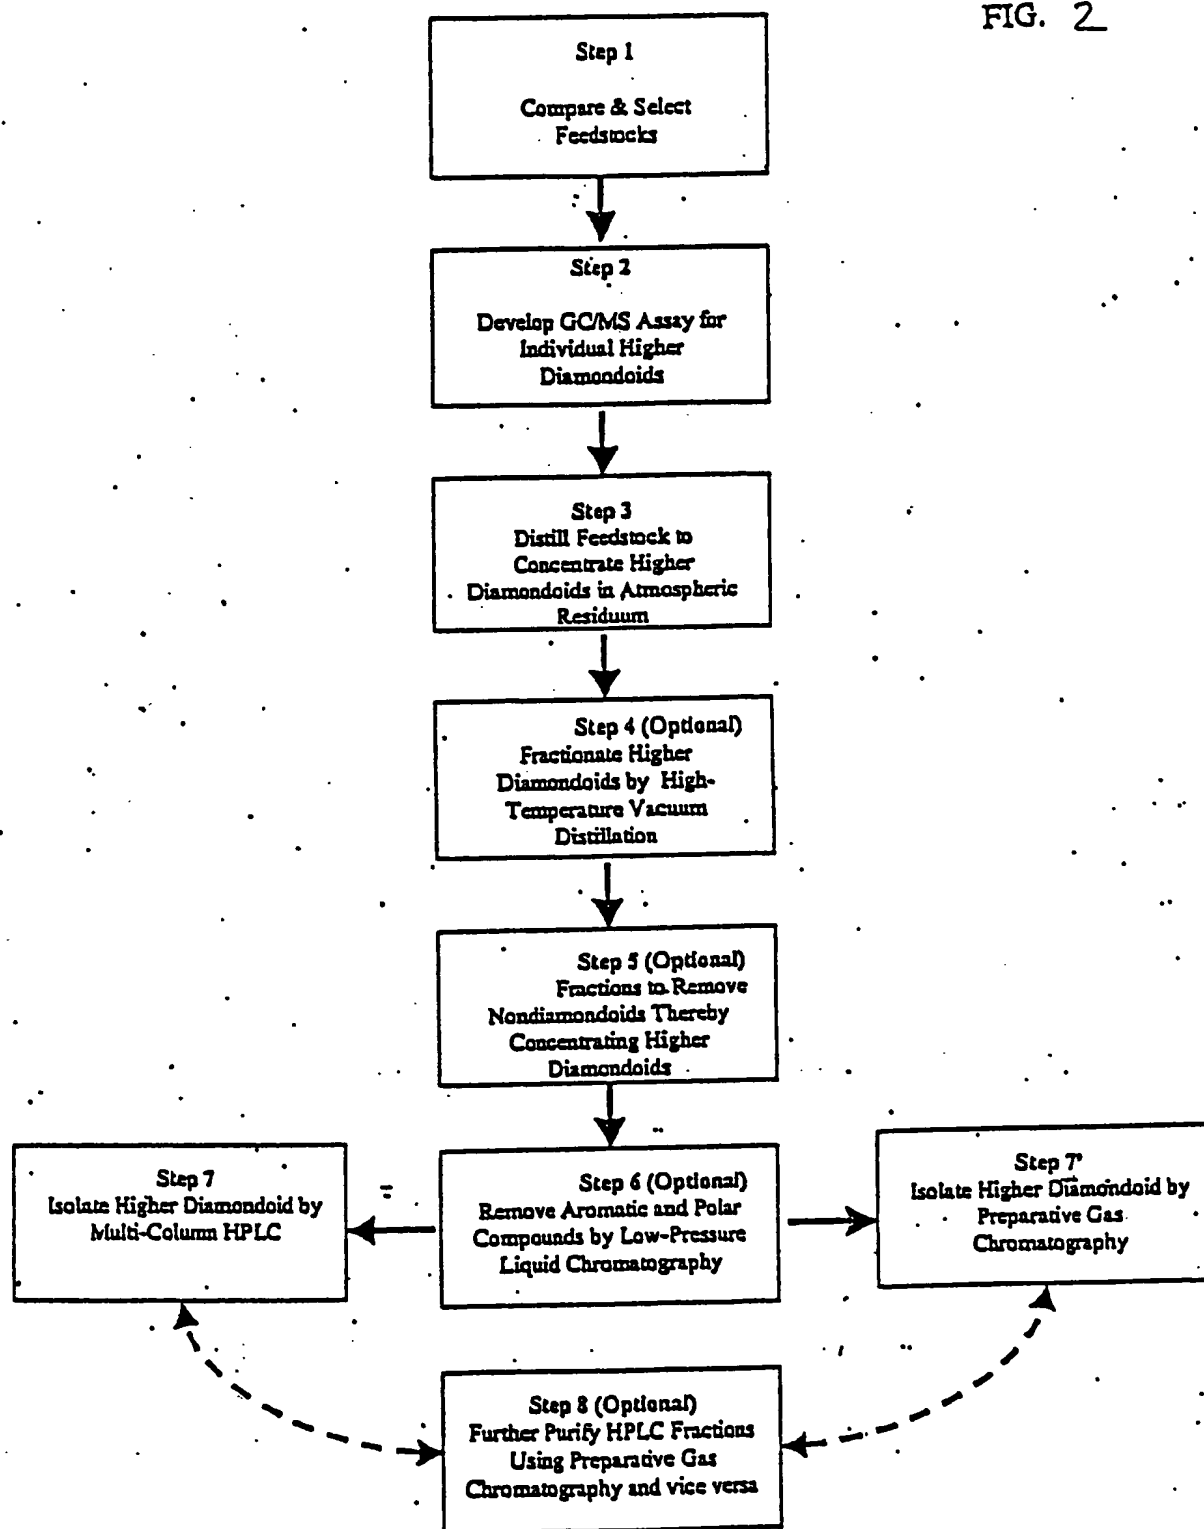 FIG. 2
Step 1
Compare & Select
Feedstocks
Step 2
Develop GC/MS Assay for
Individual Higher
Diamondoids
Step 3
Distill Feedstock to
Concentrate Higher
Diamondoids in Atmospheric
Residuum
Step 4 (Optional)
Fractionate Higher
Diamondoids by High-
Temperature Vacuum
Distillation
Step 5 (Optional)
Fractions to Remove
Nondiamondoids Thereby
Concentrating Higher
Diamondoids
Step 6 (Optional)
Remove Aromatic and Polar
Compounds by Low-Pressure
Liquid Chromatography
Step 7
Isolate Higher Diamondoid by
Multi-Column HPLC
Step 7'
Isolate Higher Diamondoid by
Preparative Gas
Chromatography
Step 8 (Optional)
Further Purify HPLC Fractions
Using Preparative Gas
Chromatography and vice versa